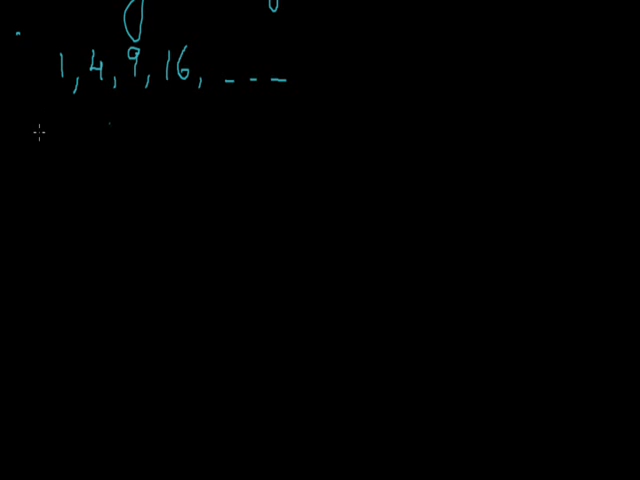 1, 4, 9, 16, - - -